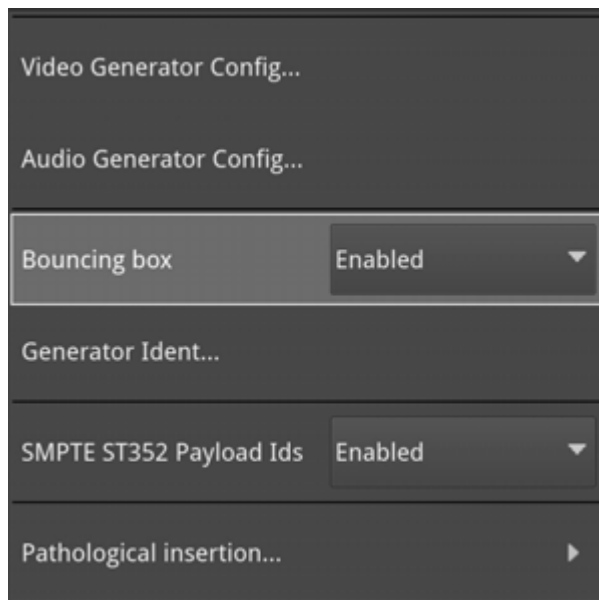 Video Generator Config...
Audio Generator Config...
Bouncing box Enabled
Generator Ident...
SMPTE ST352 Payload Ids Enabled
Pathological insertion...